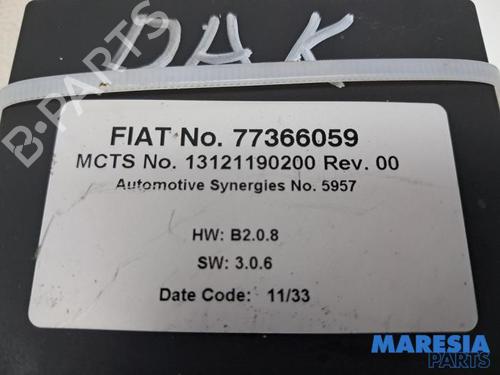 DAK
FIAT No. 77366059
MCTS No. 13121190200 Rev. 00
Automotive Synergies No. 5957
HW: B2.0.8
SW: 3.0.6
Date Code: 11/33
B-PARTS
MARESIA
PARTS